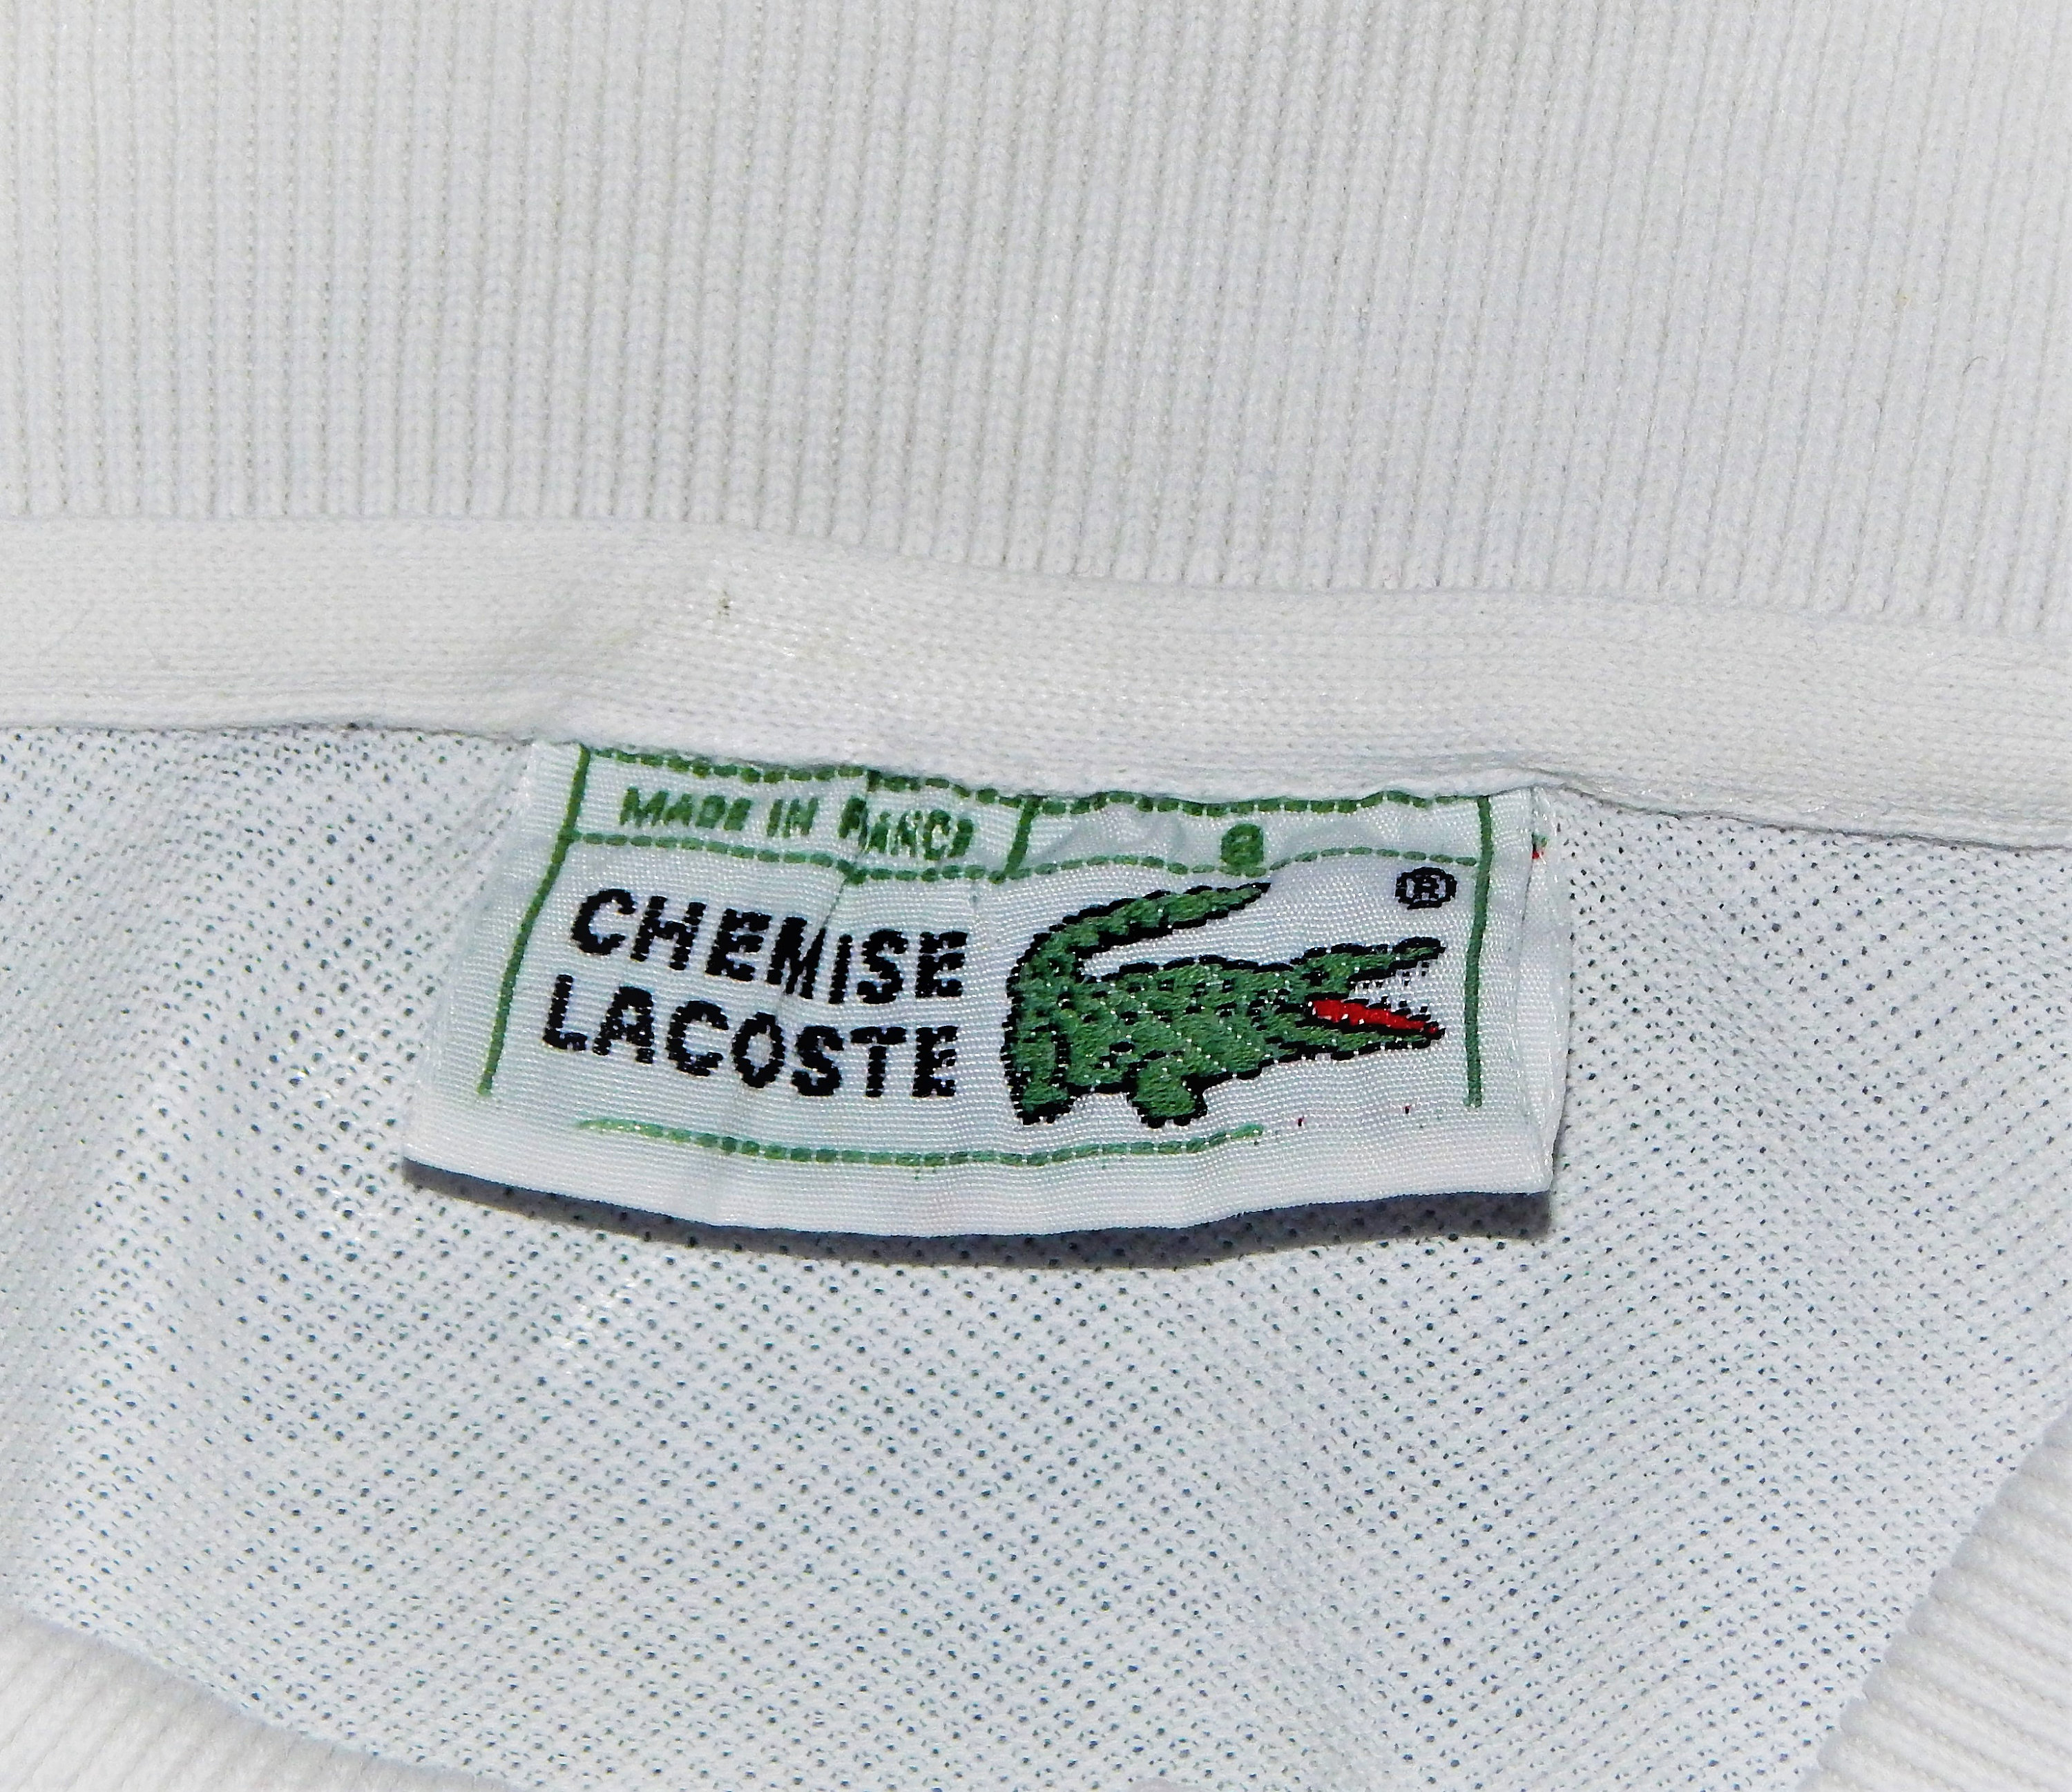 MADE IN FRANCE
CHEMISE
LACOSTE
®